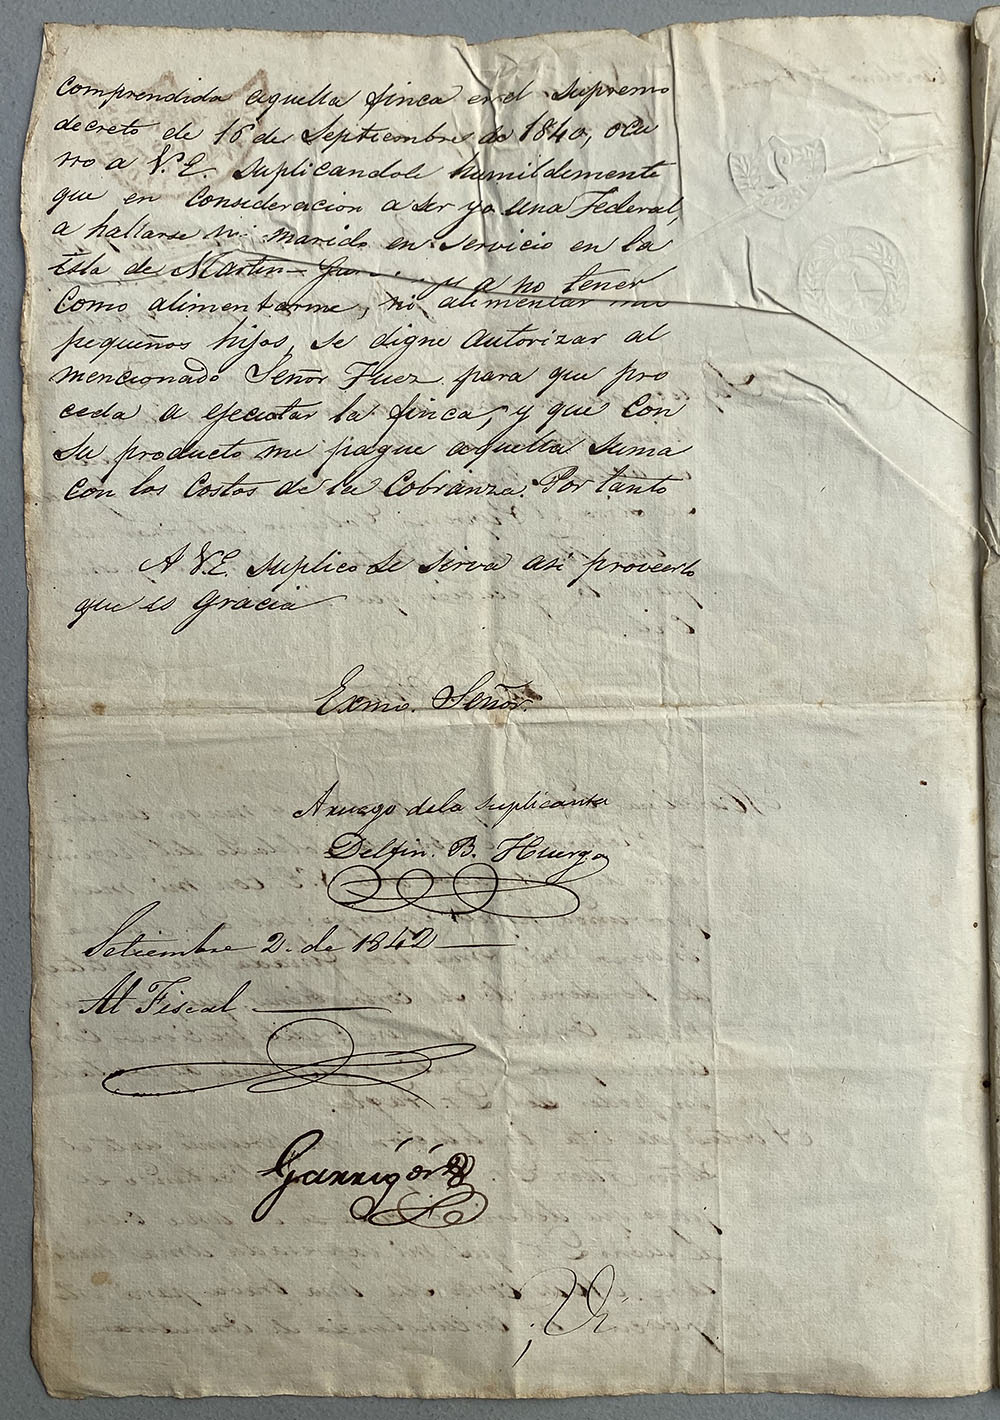 comprendida aquella finca en el Supremo
decreto de 16 de Septiembre de 1840, ocu
rro a V.E. suplicandole humildemente
que en consideracion a ser yo una Federal,
a hallarse mi marido en servicio en la
Isla de Martin y a no tener
como alimentarme, ni alimentar mis
pequeños hijos, se digne autorizar al
mencionado Señor Juez para que pro
ceda a ejecutar la finca, y que con
su producto me pague aquella suma
con los costos de la cobranza. Por tanto
A V.E. suplico se sirva asi proveerlo
que es gracia
Exmo. Señor.
A ruego de la suplicante
Delfin. B. Huergo
Setiembre 2. de 1842
Al Fiscal
Garrigós